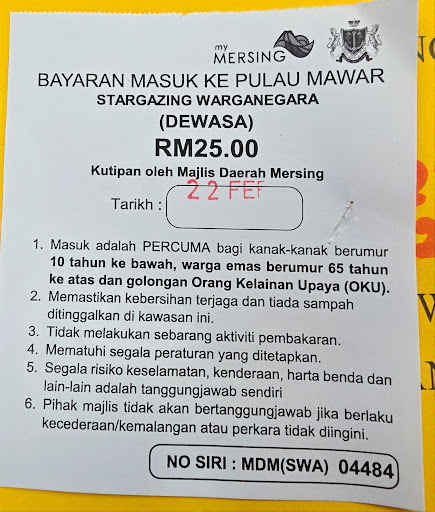 my
MERSING
BAYARAN MASUK KE PULAU MAWAR
STARGAZING WARGANEGARA
(DEWASA)
RM25.00
Kutipan oleh Majlis Daerah Mersing
22 FEB
Tarikh :
1. Masuk adalah PERCUMA bagi kanak-kanak berumur
10 tahun ke bawah, warga emas berumur 65 tahun
ke atas dan golongan Orang Kelainan Upaya (OKU).
2. Memastikan kebersihan terjaga dan tiada sampah
ditinggalkan di kawasan ini.
3. Tidak melakukan sebarang aktiviti pembakaran.
4. Mematuhi segala peraturan yang ditetapkan.
5. Segala risiko keselamatan, kenderaan, harta benda dan
lain-lain adalah tanggungjawab sendiri
6. Pihak majlis tidak akan bertanggungjawab jika berlaku
kecederaan/kemalangan atau perkara tidak diingini.
NO SIRI : MDM(SWA) 04484